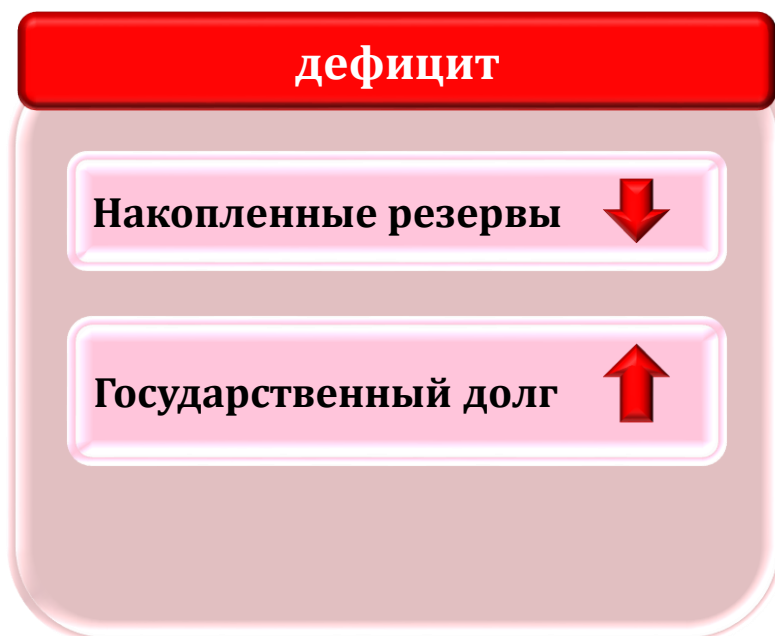 дефицит
Накопленные резервы
Государственный долг